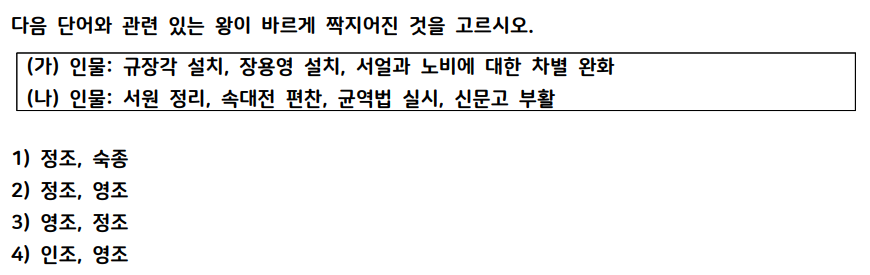 다음 단어와 관련 있는 왕이 바르게 짝지어진 것을 고르시오.
(가) 인물: 규장각 설치, 장용영 설치, 서얼과 노비에 대한 차별 완화
(나) 인물: 서원 정리, 속대전 편찬, 균역법 실시, 신문고 부활
1) 정조, 숙종
2) 정조, 영조
3) 영조, 정조
4) 인조, 영조